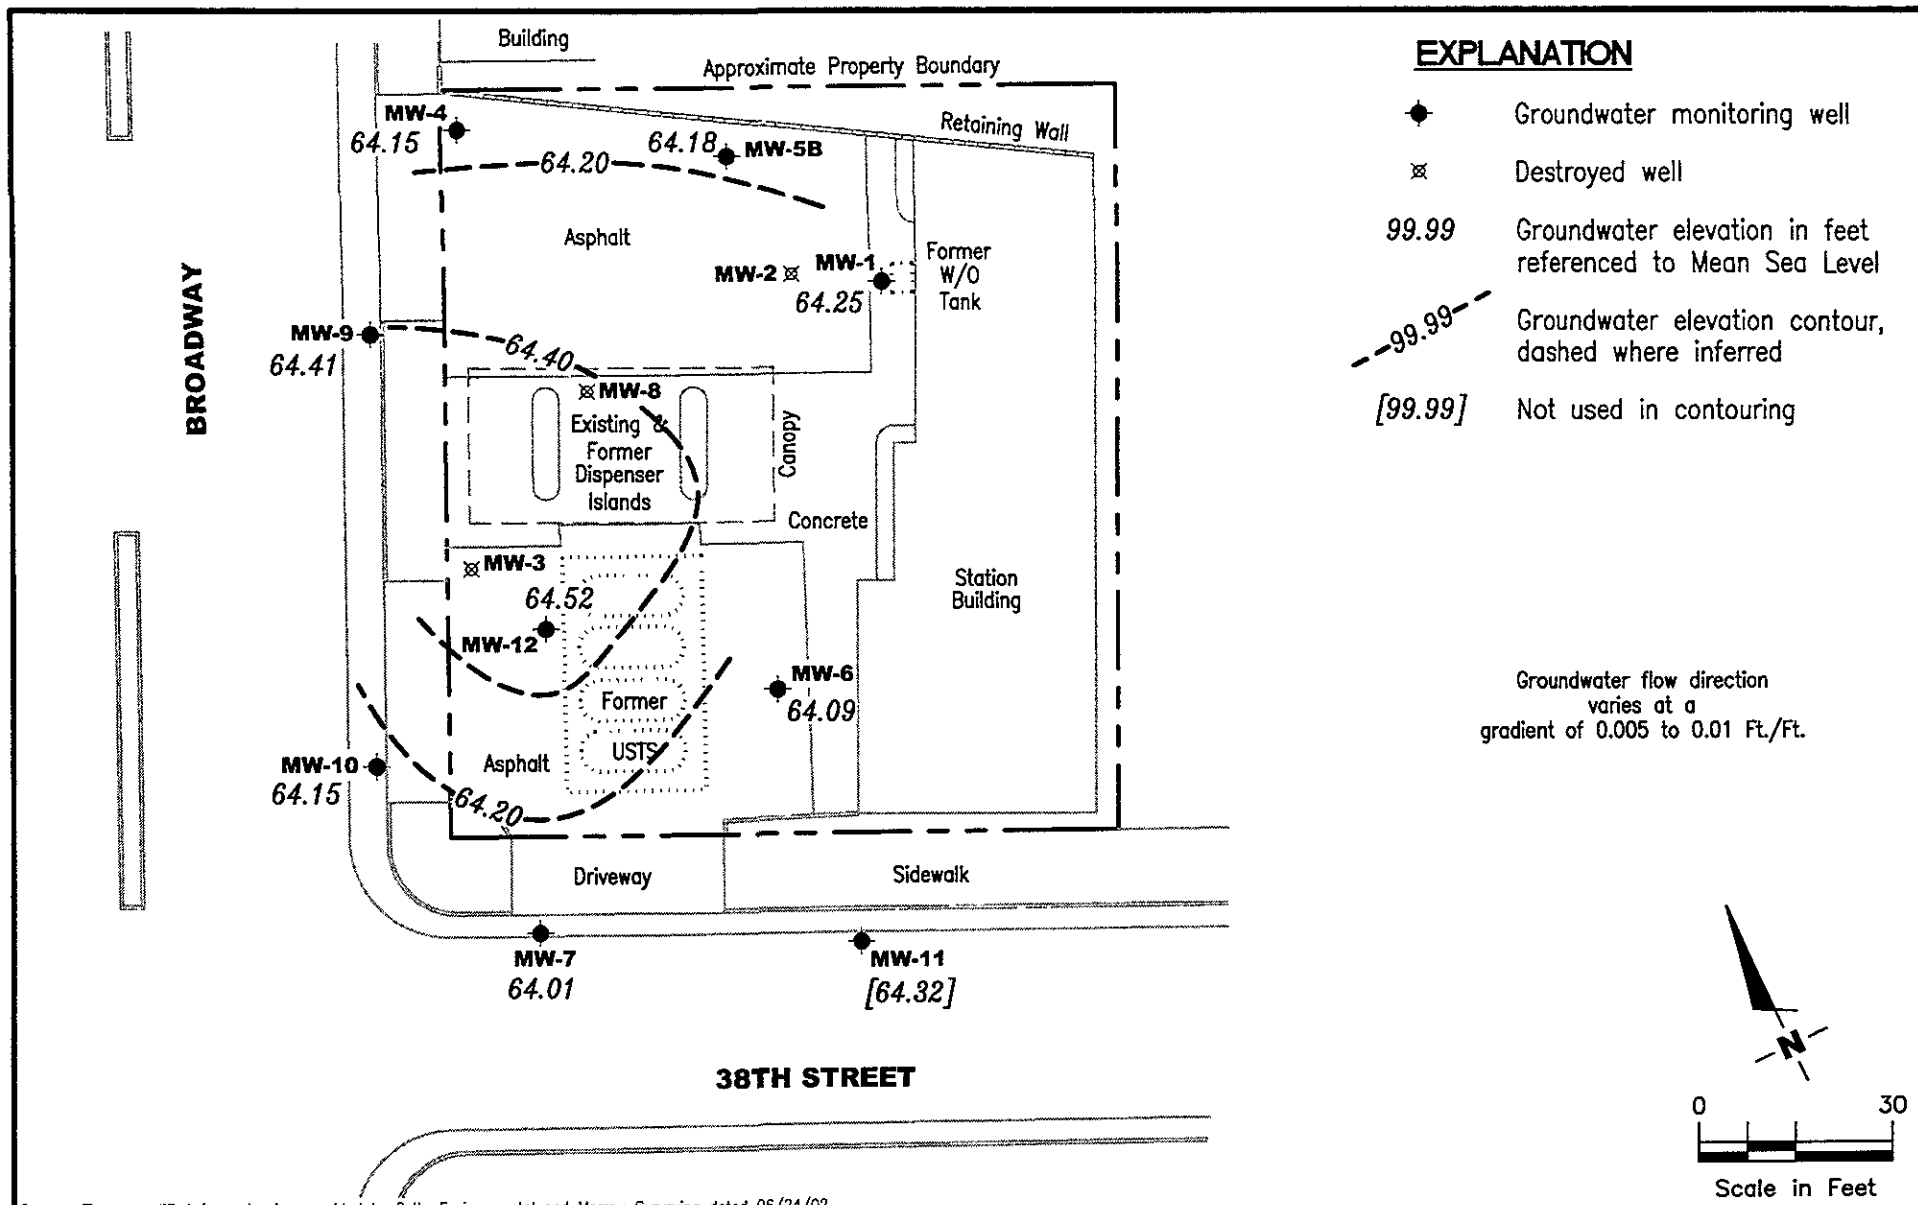 Building
Approximate Property Boundary
MW-4
64.15
64.18
MW-5B
Retaining Wall
64.20
Asphalt
MW-2
MW-1
64.25
Former
W/O
Tank
BROADWAY
MW-9
64.41
64.40
MW-8
Existing &
Former
Dispenser
Islands
Canopy
Concrete
MW-3
64.52
MW-12
Station
Building
MW-6
64.09
Former
USTS
MW-10
64.15
Asphalt
64.20
Driveway
Sidewalk
MW-7
64.01
MW-11
[64.32]
38TH STREET
EXPLANATION
Groundwater monitoring well
Destroyed well
99.99 Groundwater elevation in feet
referenced to Mean Sea Level
99.99 Groundwater elevation contour,
dashed where inferred
[99.99] Not used in contouring
Groundwater flow direction
varies at a
gradient of 0.005 to 0.01 Ft./Ft.
N
0 30
Scale in Feet